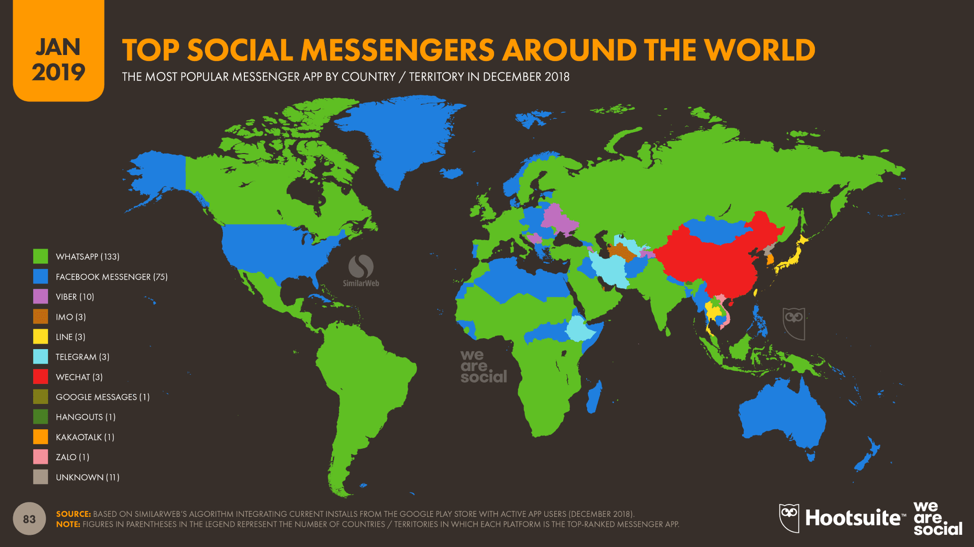 JAN
2019
TOP SOCIAL MESSENGERS AROUND THE WORLD
THE MOST POPULAR MESSENGER APP BY COUNTRY / TERRITORY IN DECEMBER 2018
WHATSAPP (133)
FACEBOOK MESSENGER (75)
VIBER (10)
IMO (3)
LINE (3)
TELEGRAM (3)
WECHAT (3)
GOOGLE MESSAGES (1)
HANGOUTS (1)
KAKAOTALK (1)
ZALO (1)
UNKNOWN (11)
SimilarWeb
we
are
social
83
SOURCE: BASED ON SIMILARWEB'S ALGORITHM INTEGRATING CURRENT INSTALLS FROM THE GOOGLE PLAY STORE WITH ACTIVE APP USERS (DECEMBER 2018).
NOTE: FIGURES IN PARENTHESES IN THE LEGEND REPRESENT THE NUMBER OF COUNTRIES / TERRITORIES IN WHICH EACH PLATFORM IS THE TOP-RANKED MESSENGER APP.
Hootsuite™
we
are
social